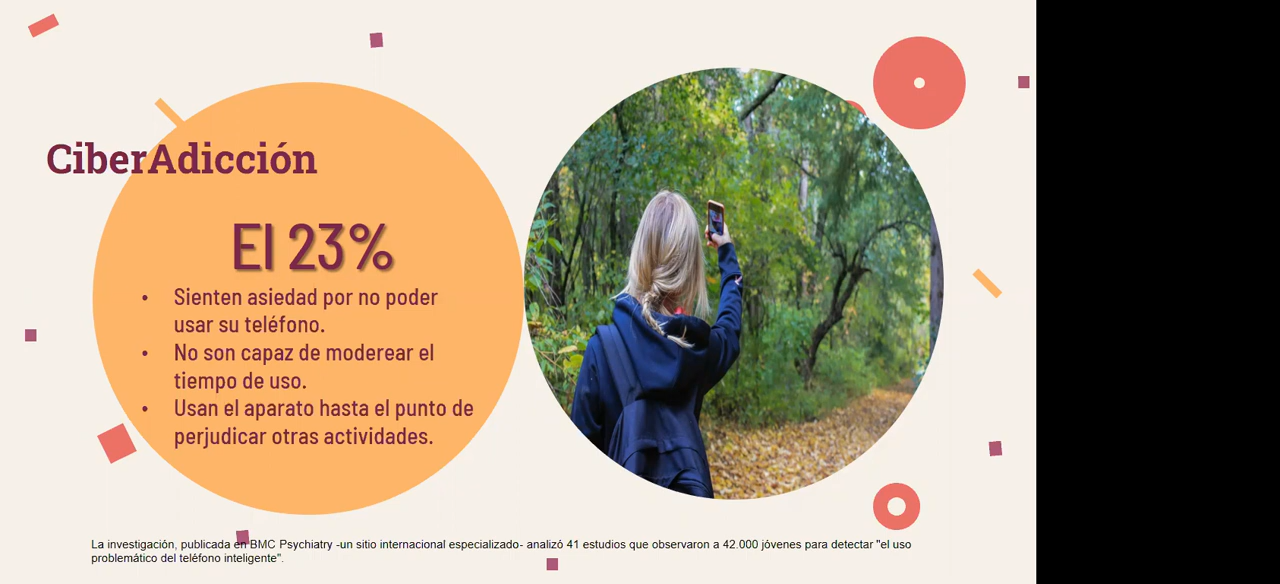 CiberAdicción
El 23%
• Sienten asiedad por no poder
usar su teléfono.
• No son capaz de moderear el
tiempo de uso.
• Usan el aparato hasta el punto de
perjudicar otras actividades.
La investigación, publicada en BMC Psychiatry -un sitio internacional especializado- analizó 41 estudios que observaron a 42.000 jóvenes para detectar "el uso
problemático del teléfono inteligente".